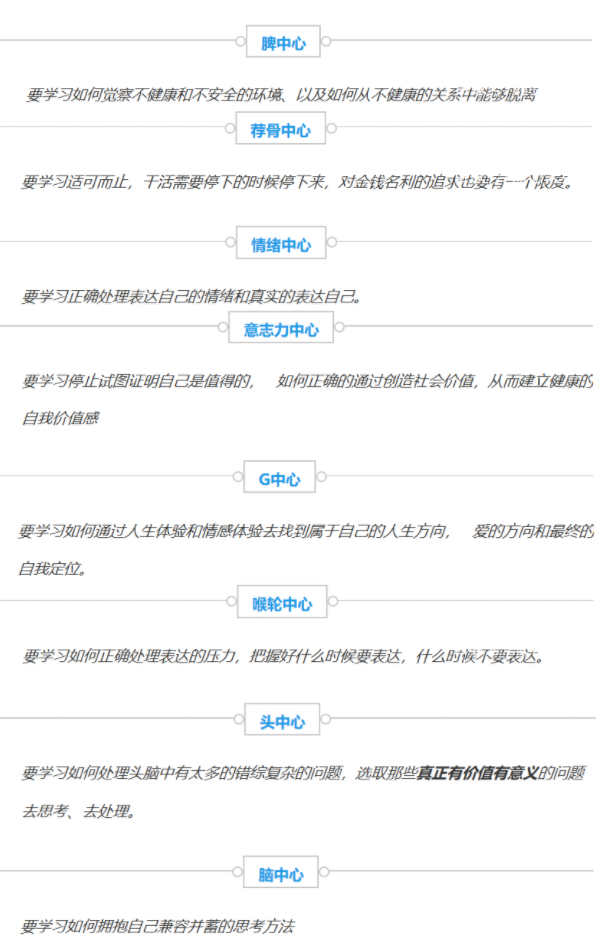 脾中心
要学习如何觉察不健康和不安全的环境、以及如何从不健康的关系中能够脱离
荐骨中心
要学习适可而止，干活需要停下的时候停下来，对金钱名利的追求也要有一个限度。
情绪中心
要学习正确处理表达自己的情绪和真实的表达自己。
意志力中心
要学习停止试图证明自己是值得的， 如何正确的通过创造社会价值，从而建立健康的
自我价值感
G中心
要学习如何通过人生体验和情感体验去找到属于自己的人生方向， 爱的方向和最终的
自我定位。
喉轮中心
要学习如何正确处理表达的压力，把握好什么时候要表达，什么时候不要表达。
头中心
要学习如何处理头脑中有太多的错综复杂的问题，选取那些真正有价值有意义的问题
去思考、去处理。
脑中心
要学习如何拥抱自己兼容并蓄的思考方法